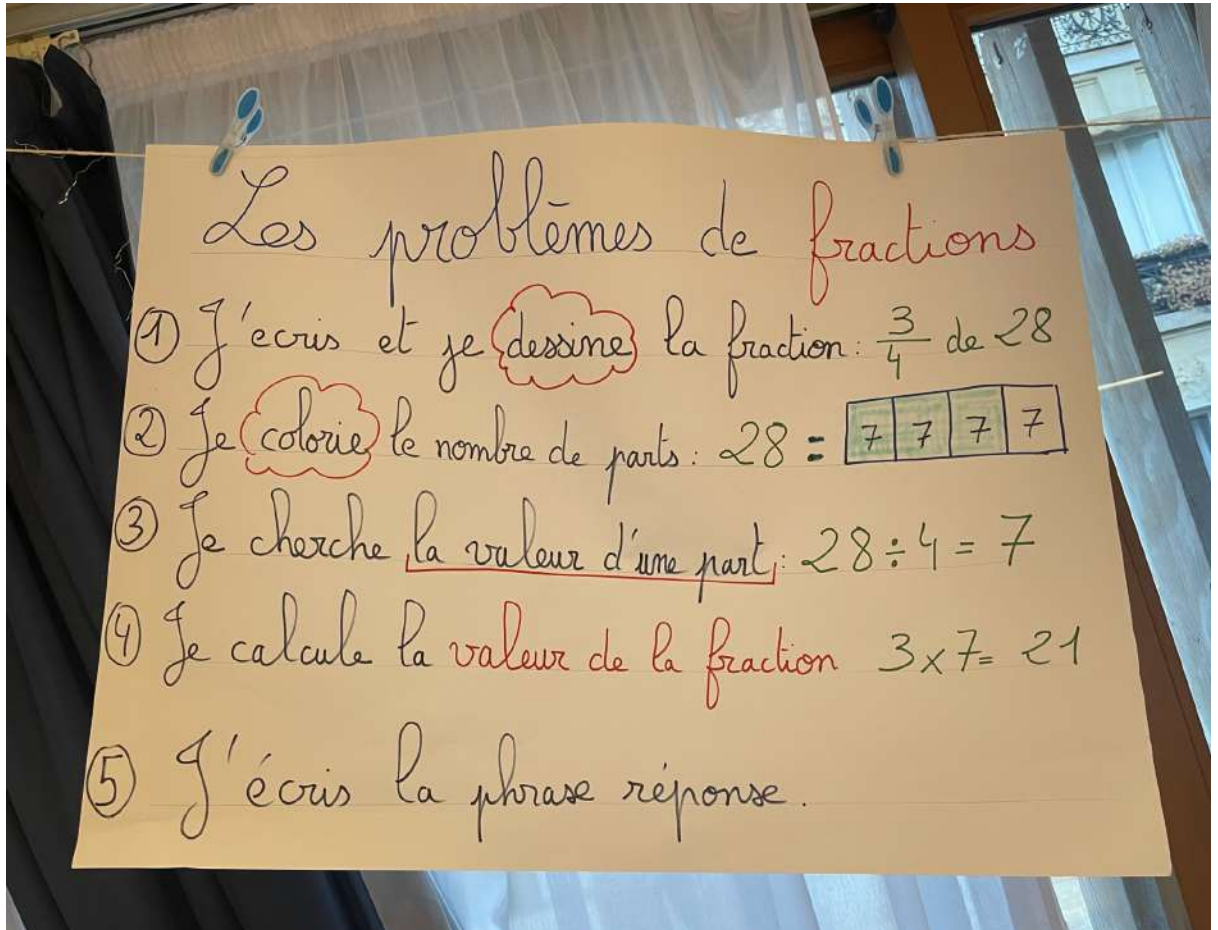 Les problèmes de fractions
① J'écris et je dessine la fraction : 3/4 de 28
② Je colorie le nombre de parts : 28 = 7 7 7 7
③ Je cherche la valeur d'une part : 28 ÷ 4 = 7
④ Je calcule la valeur de la fraction 3 x 7 = 21
⑤ J'écris la phrase réponse.